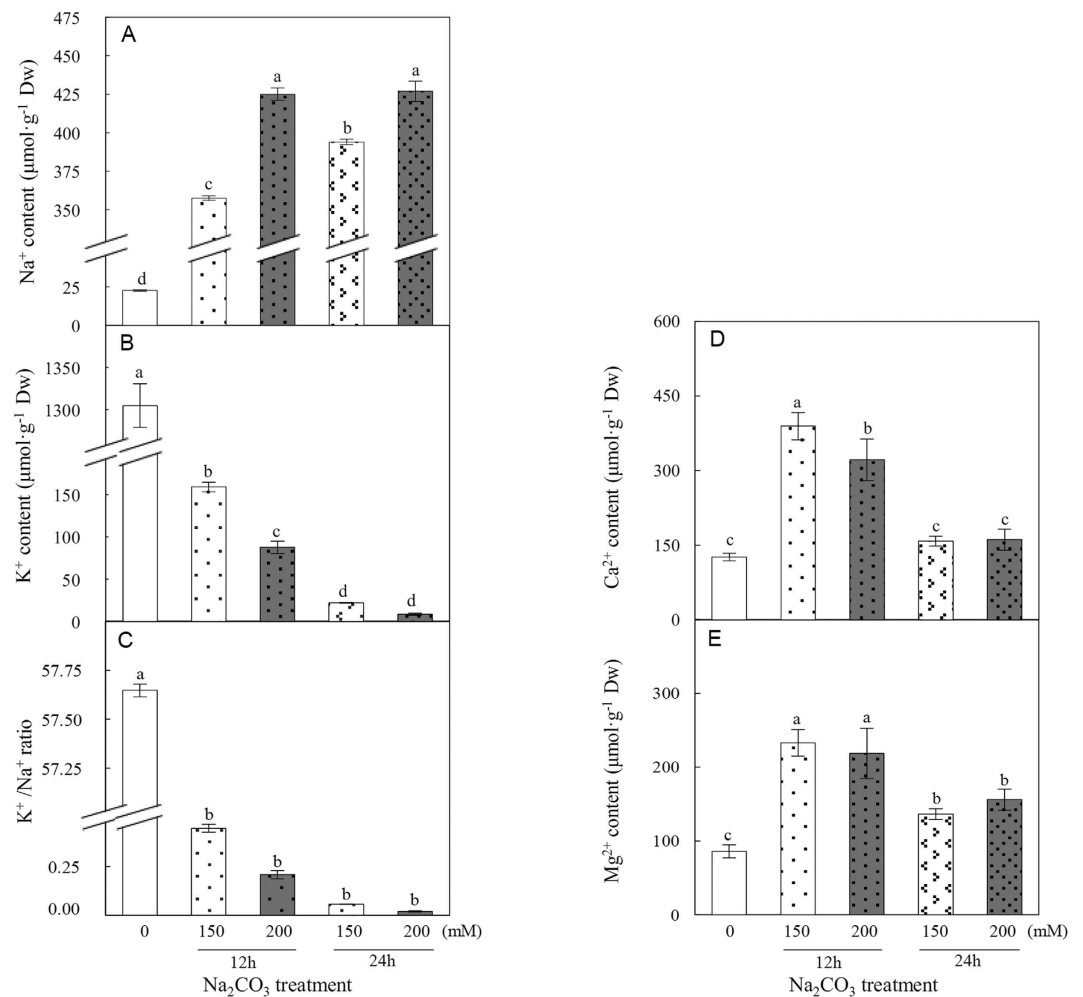 A
Na⁺ content (μmol·g⁻¹ Dw)
475
450
425
400
375
350
25
0
d
c
a
b
a
B
K⁺ content (μmol·g⁻¹ Dw)
1350
1300
150
100
50
0
a
b
c
d
d
C
K⁺/Na⁺ ratio
57.75
57.50
57.25
0.25
0.00
a
b
b
b
b
0 150 200 150 200 (mM)
12h 24h
Na₂CO₃ treatment
D
Ca²⁺ content (μmol·g⁻¹ Dw)
600
450
300
150
0
c
a
b
c
c
E
Mg²⁺ content (μmol·g⁻¹ Dw)
300
200
100
0
c
a
a
b
b
0 150 200 150 200 (mM)
12h 24h
Na₂CO₃ treatment